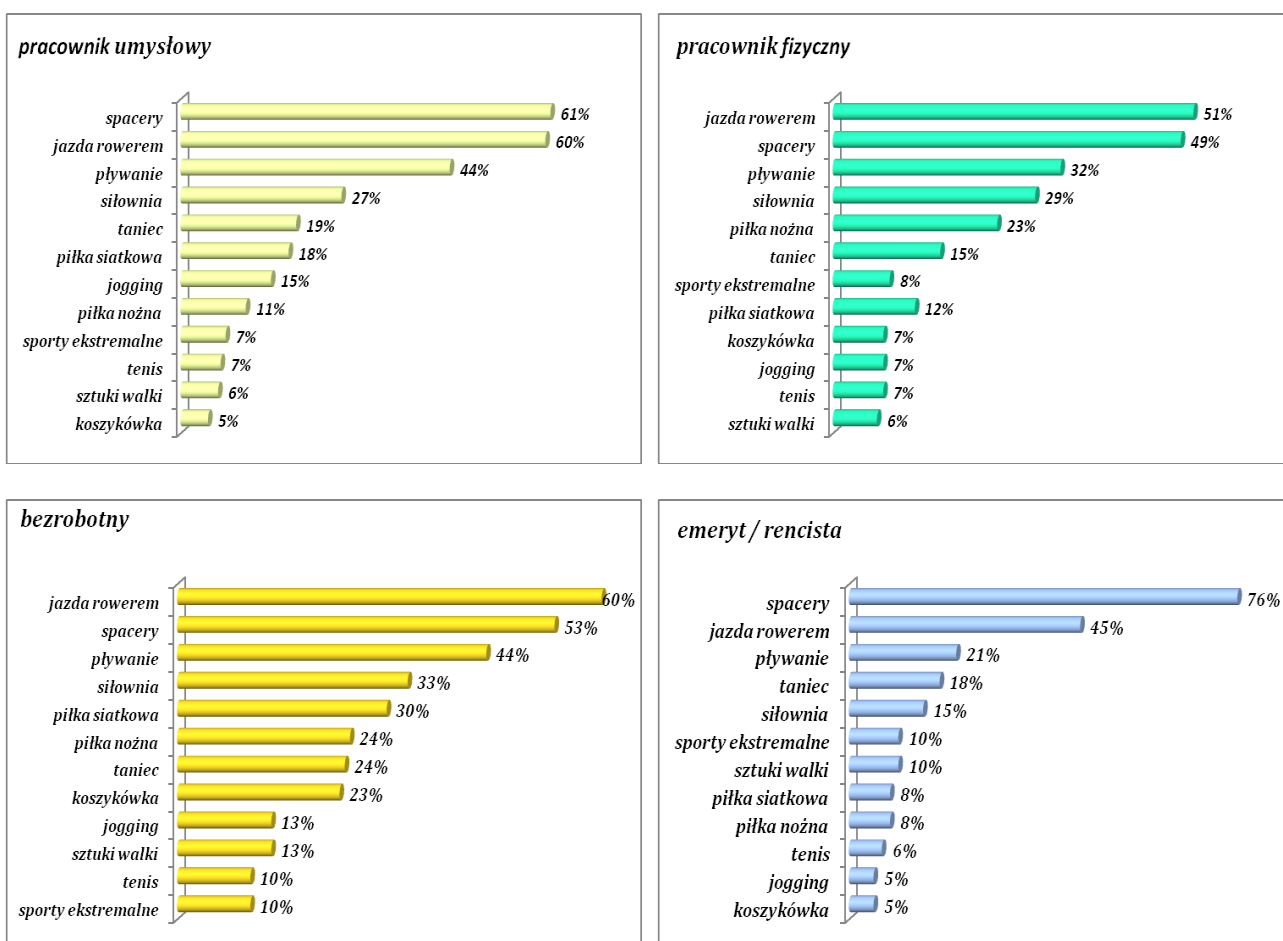 pracownik umysłowy
spacery 61%
jazda rowerem 60%
pływanie 44%
siłownia 27%
taniec 19%
piłka siatkowa 18%
jogging 15%
piłka nożna 11%
sporty ekstremalne 7%
tenis 7%
sztuki walki 6%
koszykówka 5%
pracownik fizyczny
jazda rowerem 51%
spacery 49%
pływanie 32%
siłownia 29%
piłka nożna 23%
taniec 15%
sporty ekstremalne 8%
piłka siatkowa 12%
koszykówka 7%
jogging 7%
tenis 7%
sztuki walki 6%
bezrobotny
jazda rowerem 60%
spacery 53%
pływanie 44%
siłownia 33%
piłka siatkowa 30%
piłka nożna 24%
taniec 24%
koszykówka 23%
jogging 13%
sztuki walki 13%
tenis 10%
sporty ekstremalne 10%
emeryt / rencista
spacery 76%
jazda rowerem 45%
pływanie 21%
taniec 18%
siłownia 15%
sporty ekstremalne 10%
sztuki walki 10%
piłka siatkowa 8%
piłka nożna 8%
tenis 6%
jogging 5%
koszykówka 5%